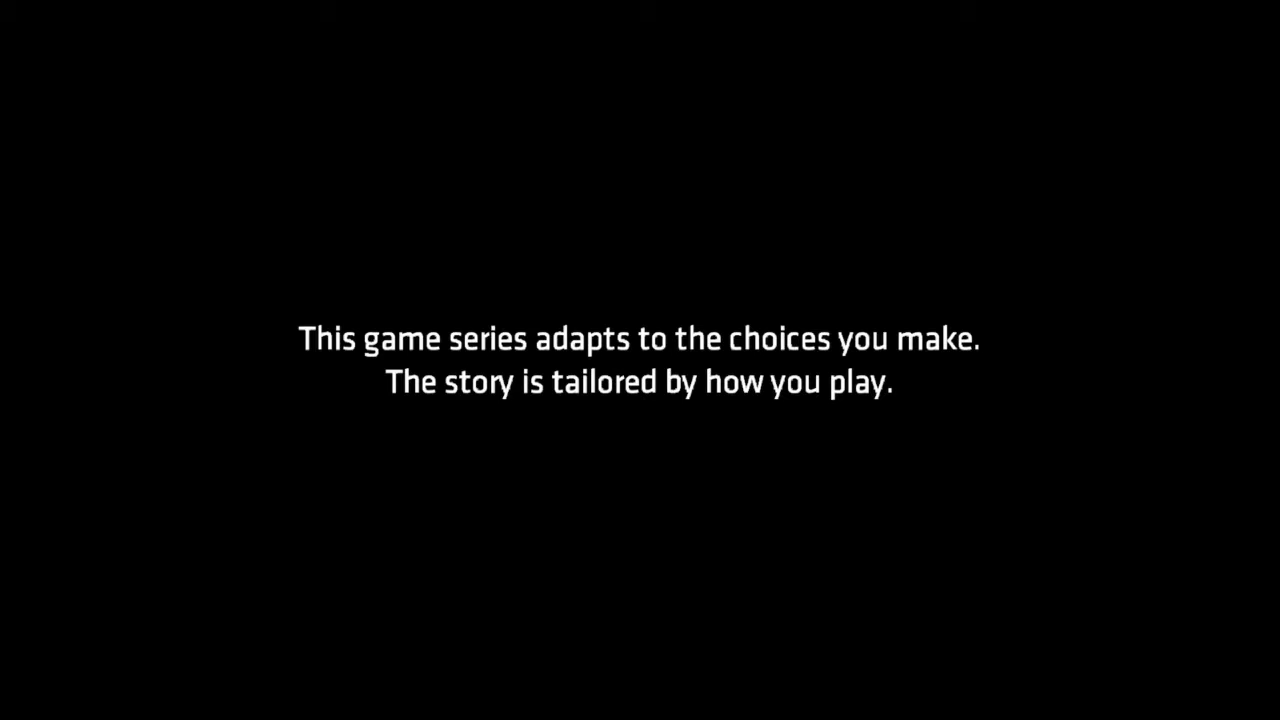 This game series adapts to the choices you make.
The story is tailored by how you play.